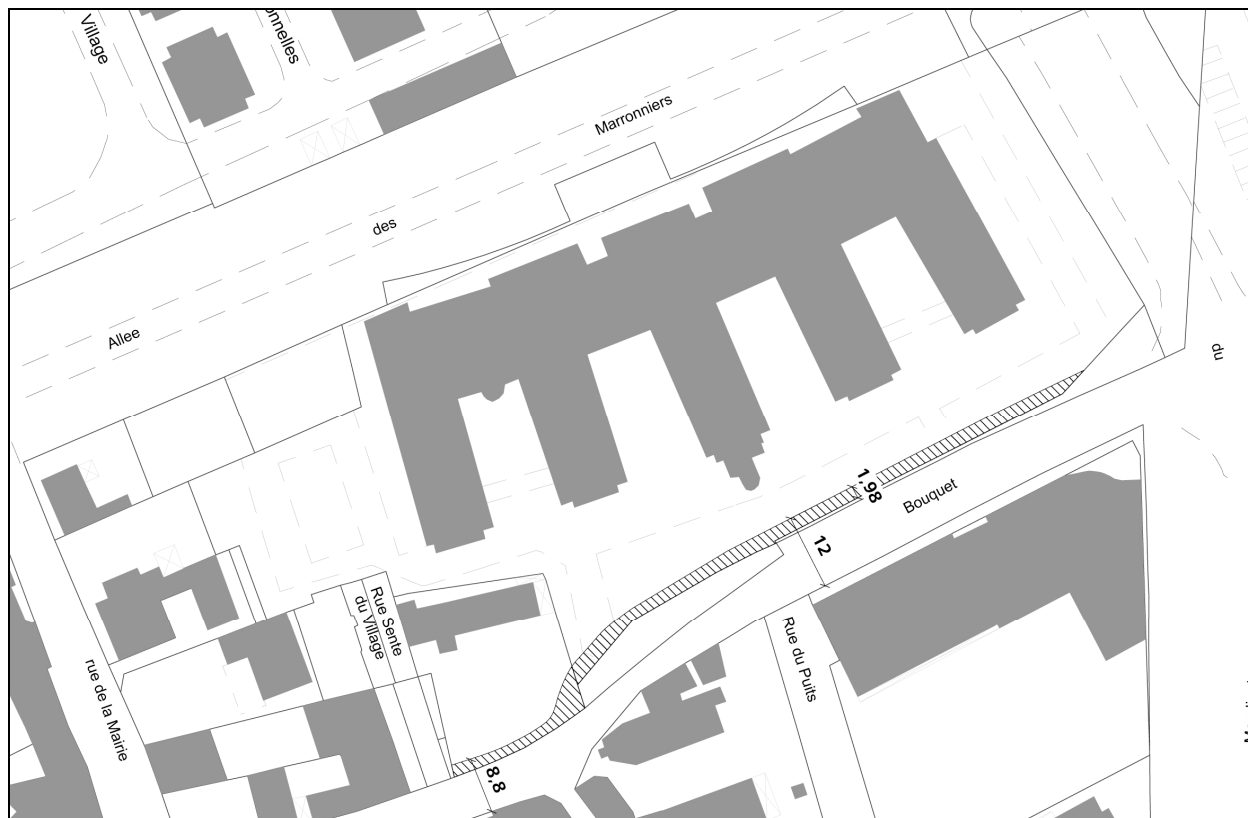 Village
onnelles
Marronniers
des
Allee
du
1,98
Bouquet
12
Rue Sente
du Village
Rue du Puits
rue de la Mairie
8,8